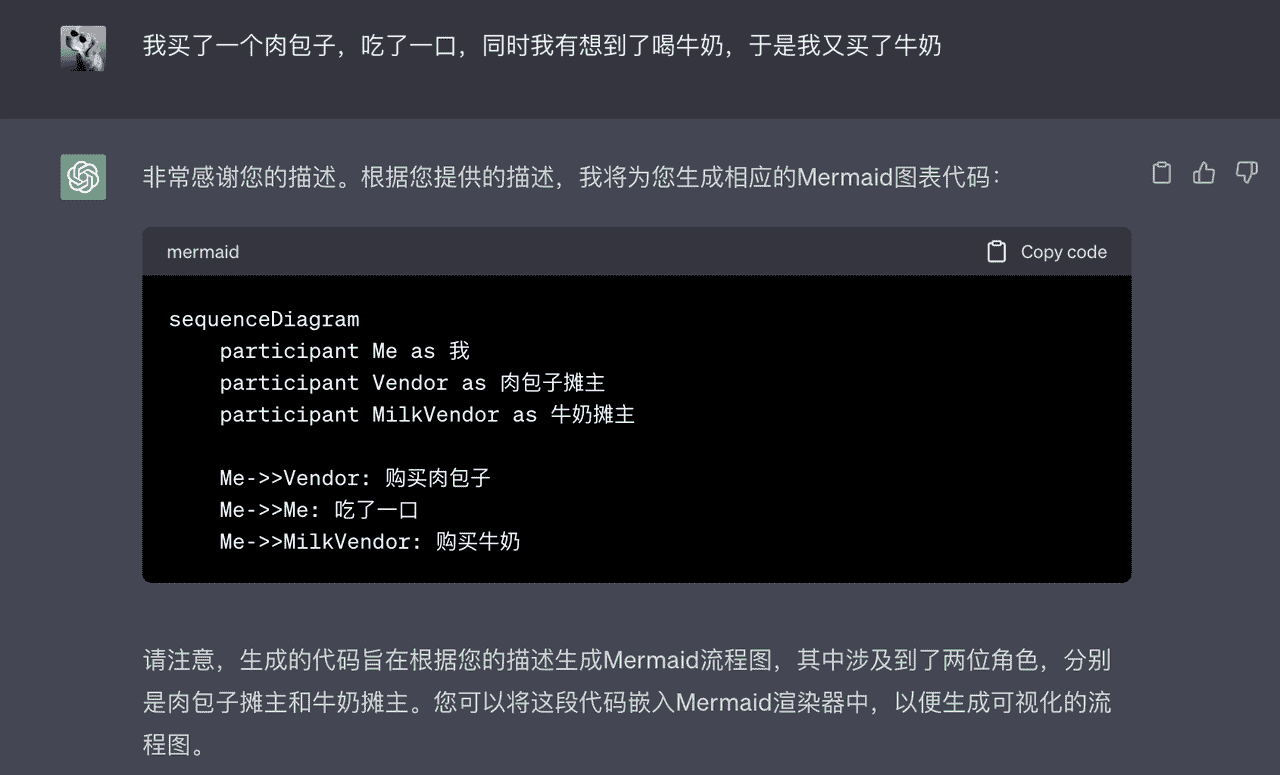 我买了一个肉包子，吃了一口，同时我有想到了喝牛奶，于是我又买了牛奶
非常感谢您的描述。根据您提供的描述，我将为您生成相应的Mermaid图表代码：
mermaid
Copy code
sequenceDiagram
participant Me as 我
participant Vendor as 肉包子摊主
participant MilkVendor as 牛奶摊主
Me->>Vendor: 购买肉包子
Me->>Me: 吃了一口
Me->>MilkVendor: 购买牛奶
请注意，生成的代码旨在根据您的描述生成Mermaid流程图，其中涉及到了两位角色，分别
是肉包子摊主和牛奶摊主。您可以将这段代码嵌入Mermaid渲染器中，以便生成可视化的流
程图。